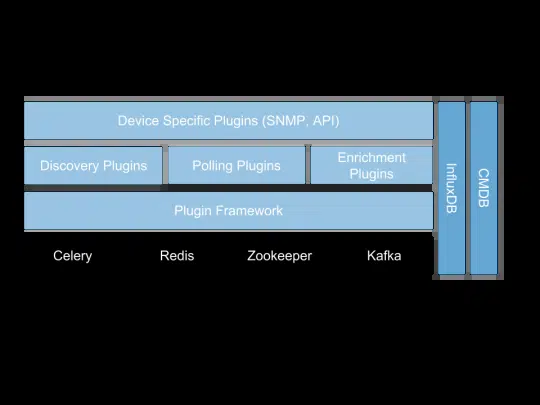 Device Specific Plugins (SNMP, API)
Discovery Plugins
Polling Plugins
Enrichment
Plugins
Plugin Framework
Celery
Redis
Zookeeper
Kafka
InfluxDB
CMDB